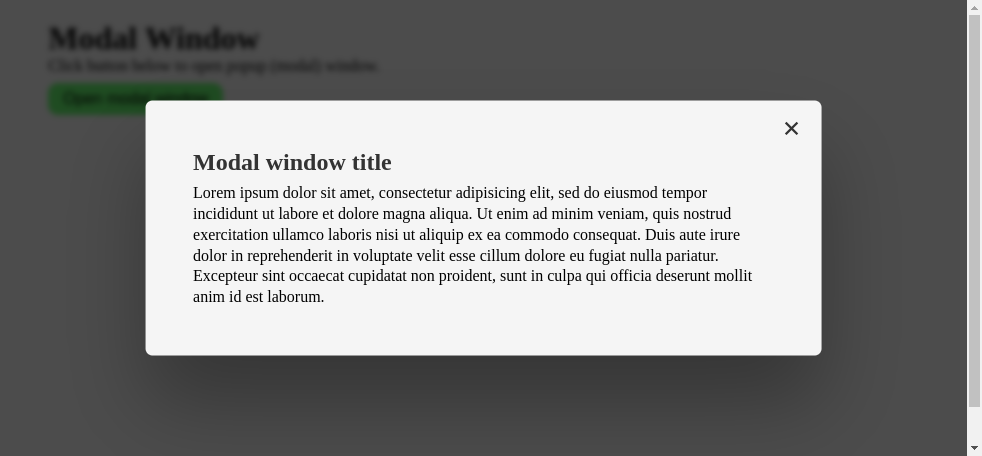 Modal Window
Click button below to open popup (modal) window.
Open modal window
×
Modal window title
Lorem ipsum dolor sit amet, consectetur adipisicing elit, sed do eiusmod tempor
incididunt ut labore et dolore magna aliqua. Ut enim ad minim veniam, quis nostrud
exercitation ullamco laboris nisi ut aliquip ex ea commodo consequat. Duis aute irure
dolor in reprehenderit in voluptate velit esse cillum dolore eu fugiat nulla pariatur.
Excepteur sint occaecat cupidatat non proident, sunt in culpa qui officia deserunt mollit
anim id est laborum.